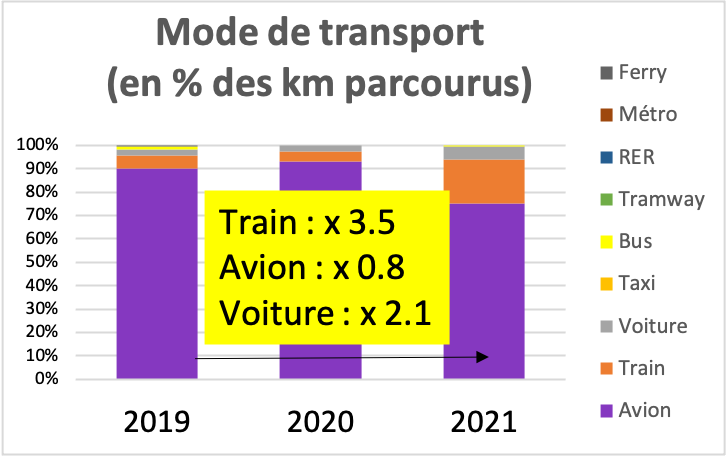 Mode de transport
(en % des km parcourus)
100%
90%
80%
70%
60%
50%
40%
30%
20%
10%
0%
Train : x 3.5
Avion : x 0.8
Voiture : x 2.1
2019
2020
2021
Ferry
Métro
RER
Tramway
Bus
Taxi
Voiture
Train
Avion